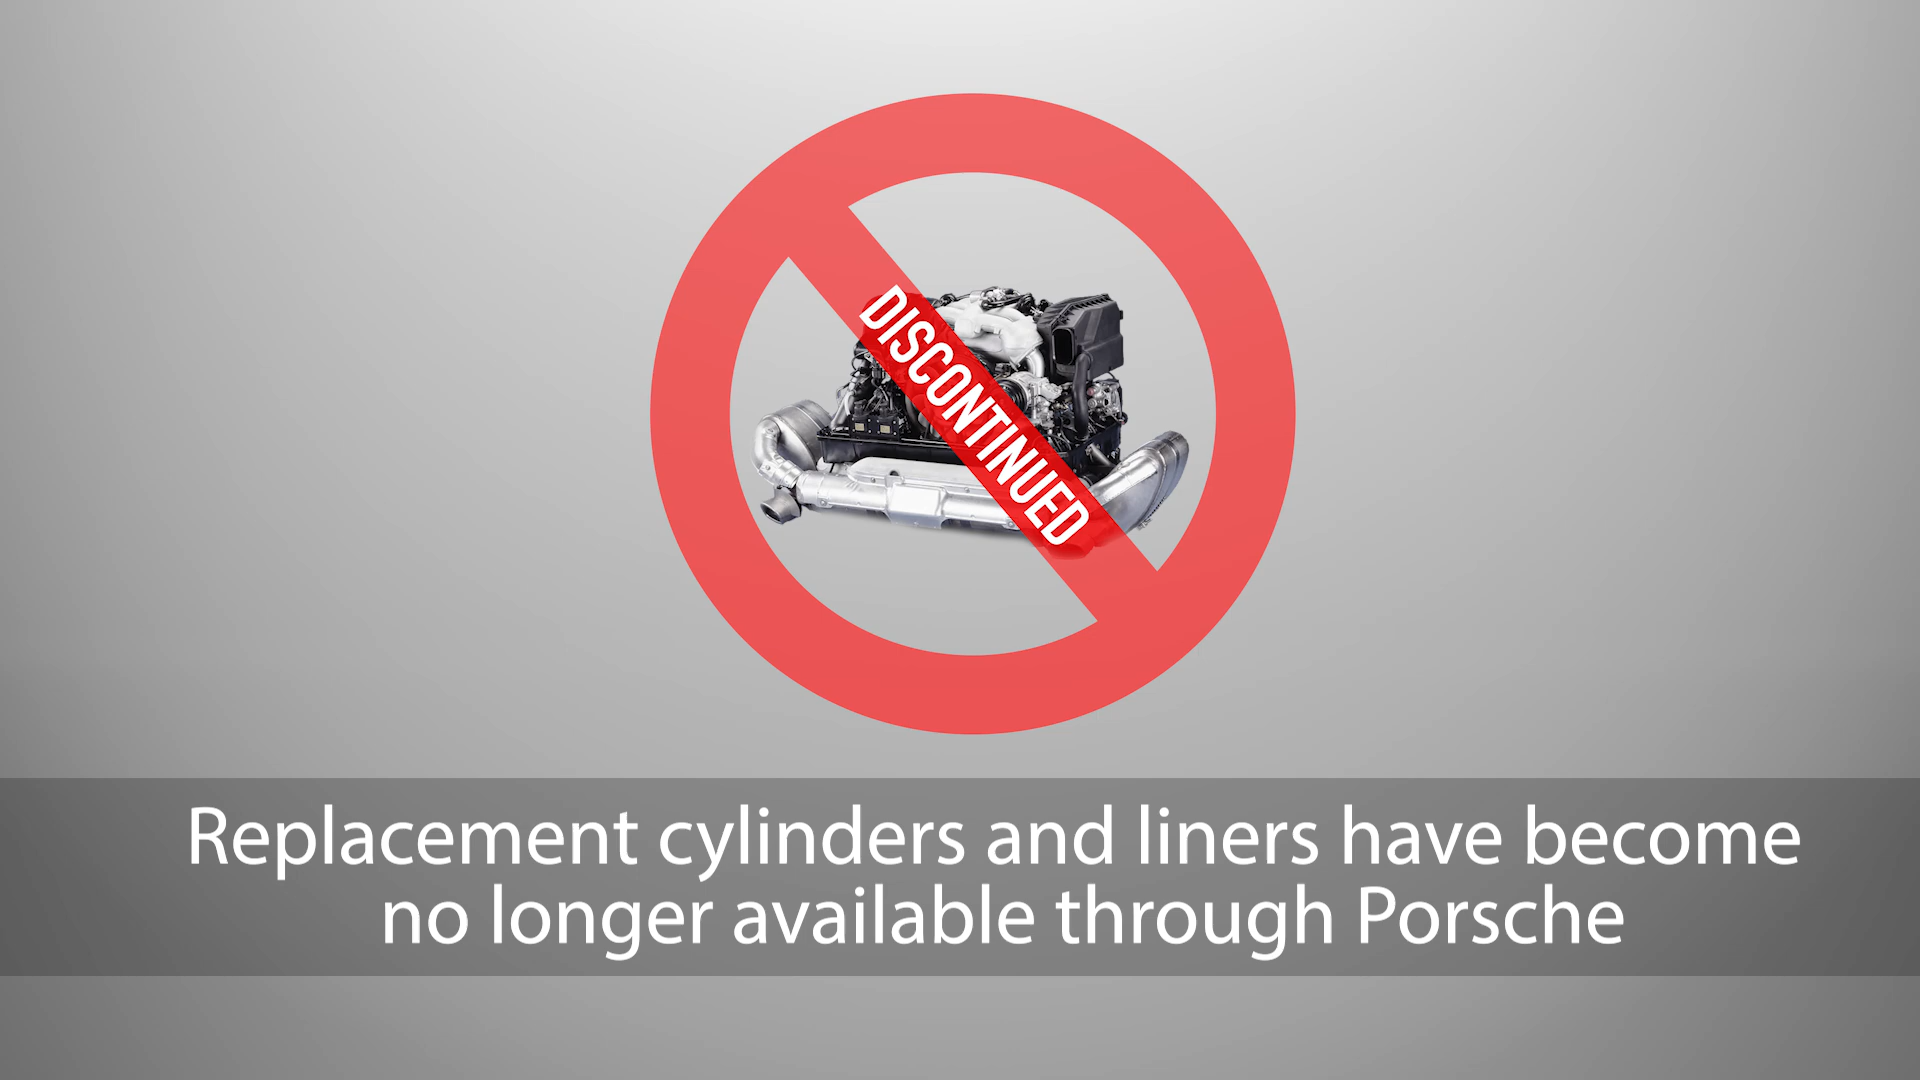 DISCONTINUED
Replacement cylinders and liners have become
no longer available through Porsche